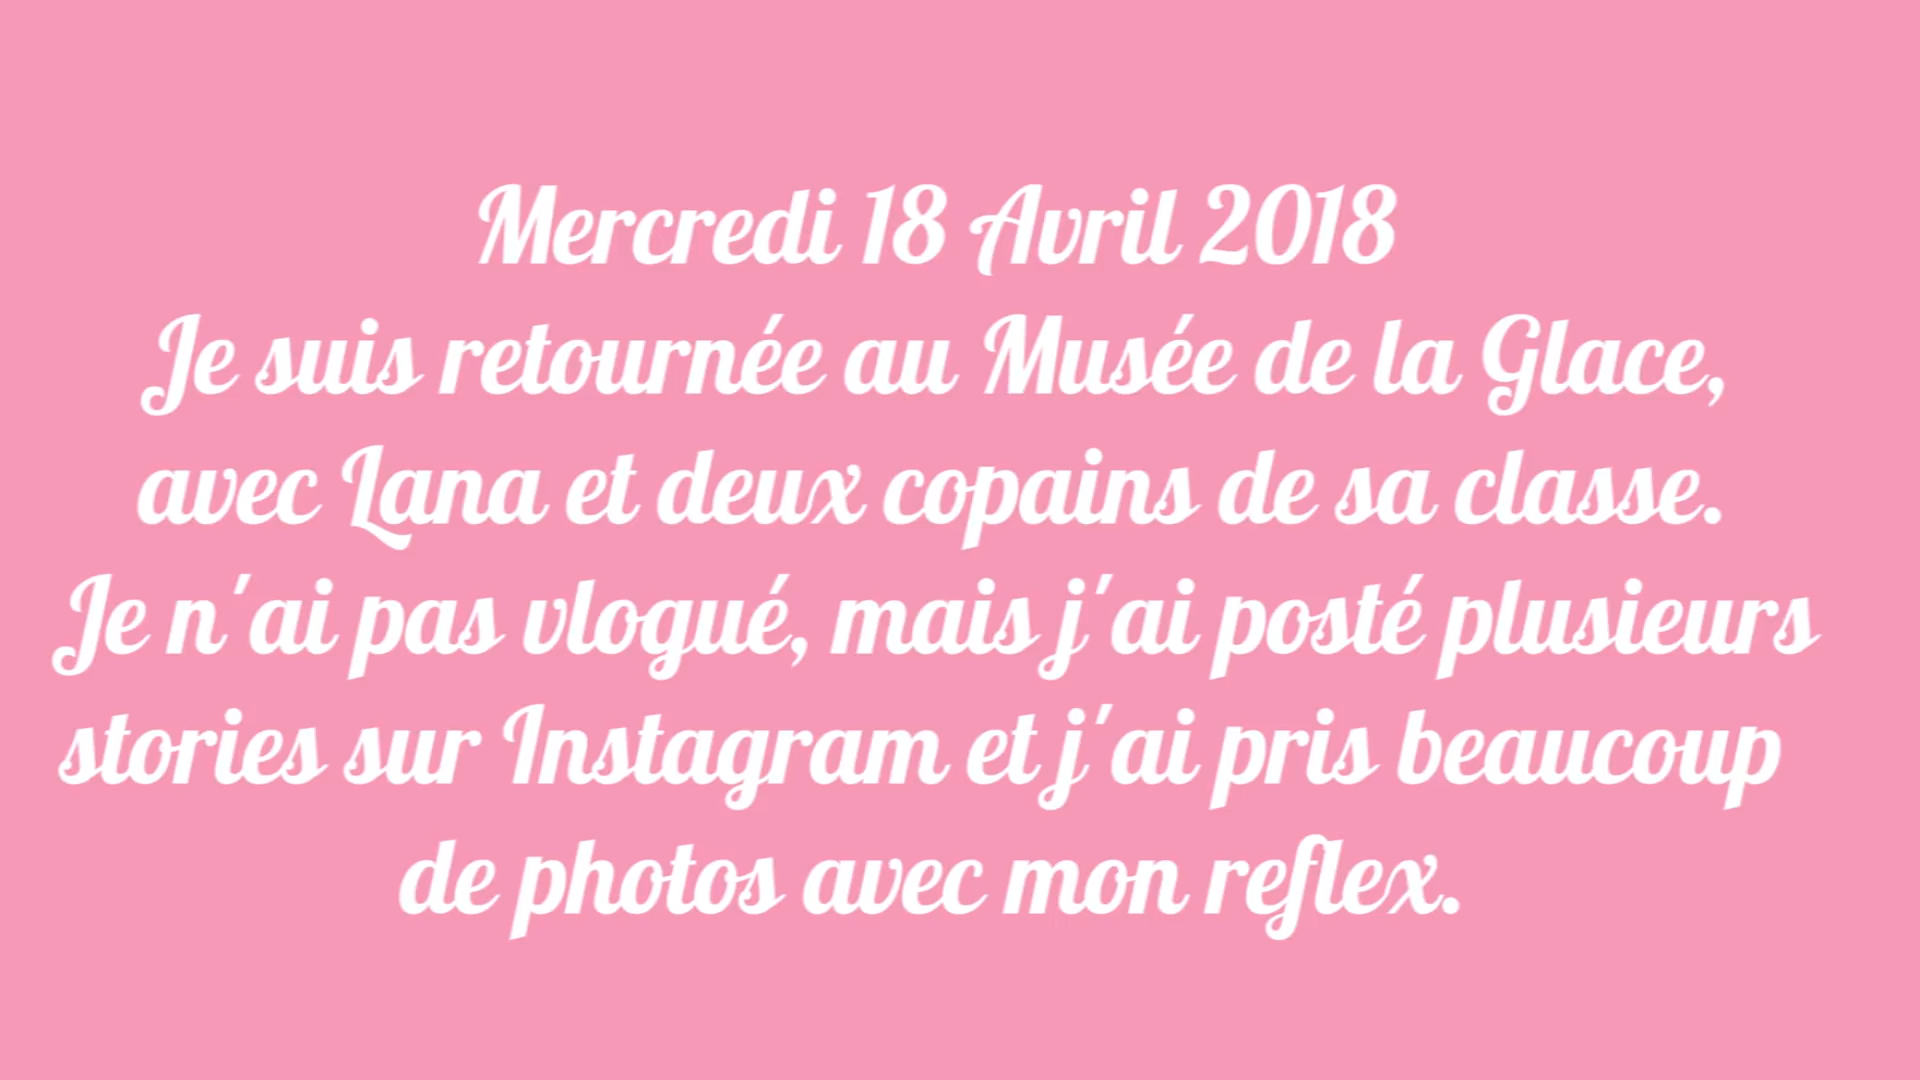 Mercredi 18 Avril 2018
Je suis retournée au Musée de la Glace,
avec Lana et deux copains de sa classe.
Je n'ai pas vlogué, mais j'ai posté plusieurs
stories sur Instagram et j'ai pris beaucoup
de photos avec mon reflex.